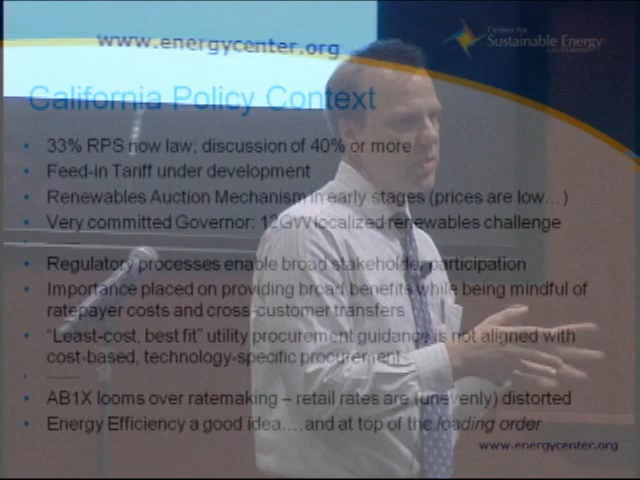 www.energycenter.org
Center for
Sustainable Energy
CALIFORNIA
California Policy Context
• 33% RPS now law; discussion of 40% or more
• Feed-in Tariff under development
• Renewables Auction Mechanism in early stages (prices are low…)
• Very committed Governor: 12GW localized renewables challenge
• -----
• Regulatory processes enable broad stakeholder participation
• Importance placed on providing broad benefits while being mindful of
ratepayer costs and cross-customer transfers
• “Least-cost, best fit” utility procurement guidance is not aligned with
cost-based, technology-specific procurement
• -----
• AB1X looms over ratemaking – retail rates are (unevenly) distorted
• Energy Efficiency a good idea….and at top of the loading order
www.energycenter.org